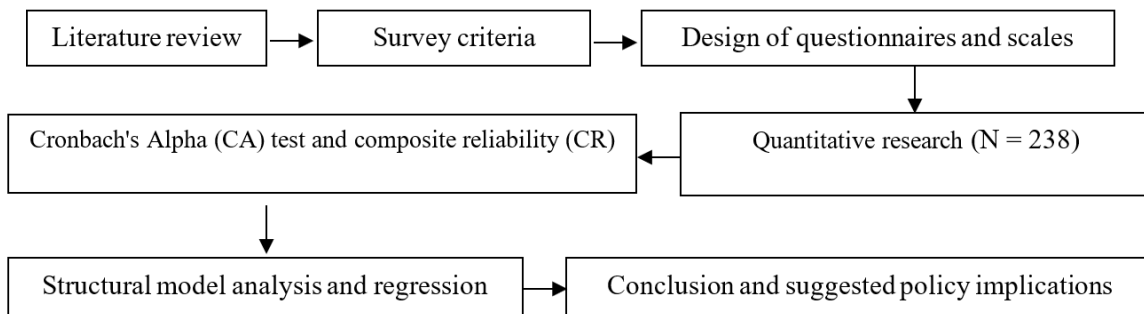 Literature review
Survey criteria
Design of questionnaires and scales
Cronbach's Alpha (CA) test and composite reliability (CR)
Quantitative research (N = 238)
Structural model analysis and regression
Conclusion and suggested policy implications